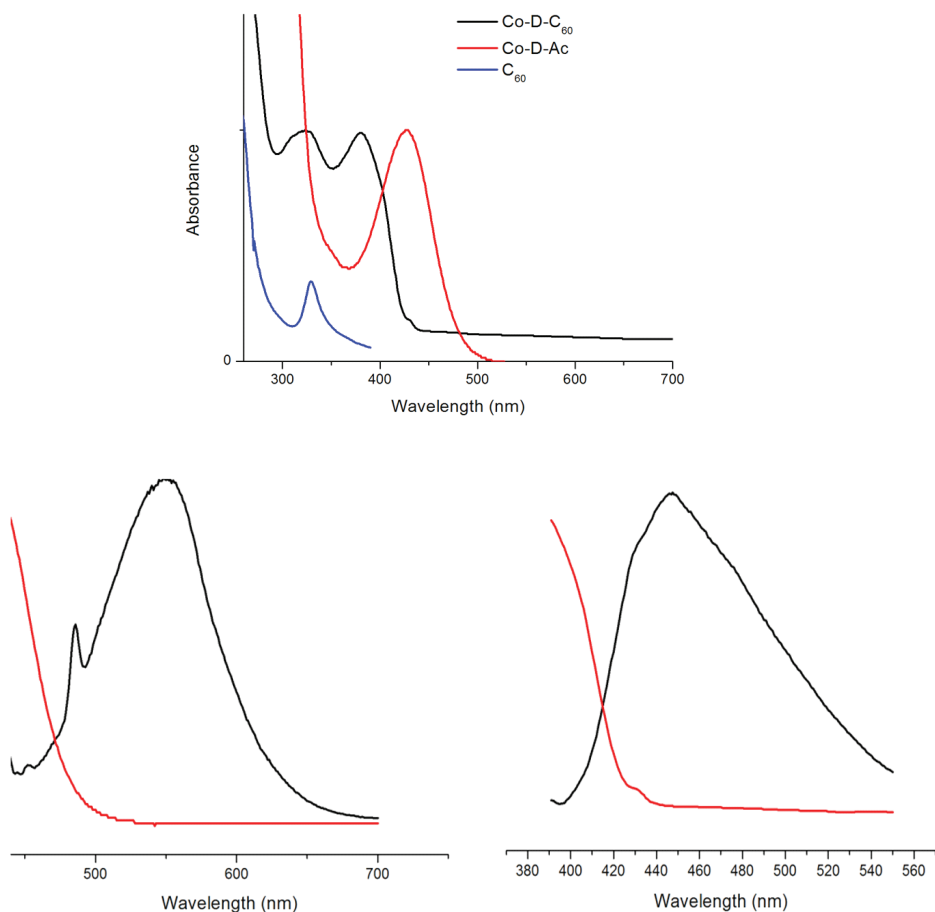 Co-D-C₆₀
Co-D-Ac
C₆₀
Absorbance
0
300 400 500 600 700
Wavelength (nm)
500 600 700
Wavelength (nm)
380 400 420 440 460 480 500 520 540 560
Wavelength (nm)